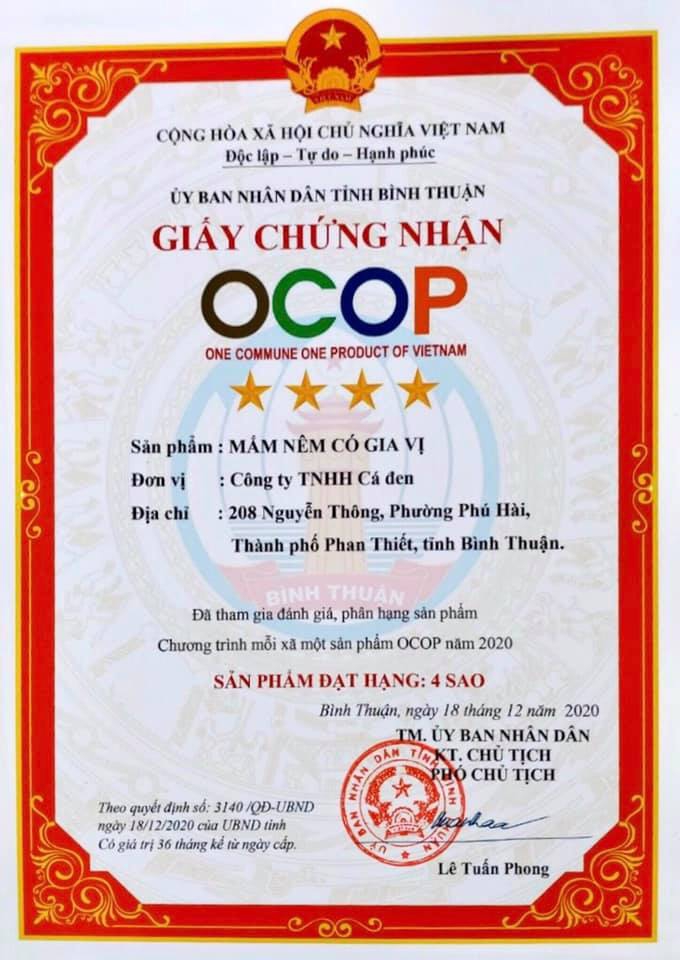 CỘNG HÒA XÃ HỘI CHỦ NGHĨA VIỆT NAM
Độc lập – Tự do – Hạnh phúc
ỦY BAN NHÂN DÂN TỈNH BÌNH THUẬN
GIẤY CHỨNG NHẬN
OCOP
ONE COMMUNE ONE PRODUCT OF VIETNAM
Sản phẩm : MẮM NÊM CÓ GIA VỊ
Đơn vị : Công ty TNHH Cá đen
Địa chỉ : 208 Nguyễn Thông, Phường Phú Hài,
Thành phố Phan Thiết, tỉnh Bình Thuận.
BÌNH THUẬN
Đã tham gia đánh giá, phân hạng sản phẩm
Chương trình mỗi xã một sản phẩm OCOP năm 2020
SẢN PHẨM ĐẠT HẠNG: 4 SAO
Bình Thuận, ngày 18 tháng 12 năm 2020
TM. ỦY BAN NHÂN DÂN
KT. CHỦ TỊCH
PHÓ CHỦ TỊCH
ỦY BAN NHÂN DÂN TỈNH BÌNH THUẬN
Theo quyết định số: 3140 /QĐ-UBND
ngày 18/12/2020 của UBND tỉnh
Có giá trị 36 tháng kể từ ngày cấp.
Lê Tuấn Phong